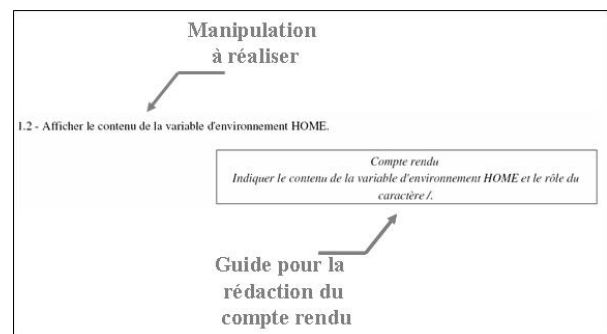 Manipulation
à réaliser
1.2 - Afficher le contenu de la variable d'environnement HOME.
Compte rendu
Indiquer le contenu de la variable d'environnement HOME et le rôle du
caractère /.
Guide pour la
rédaction du
compte rendu